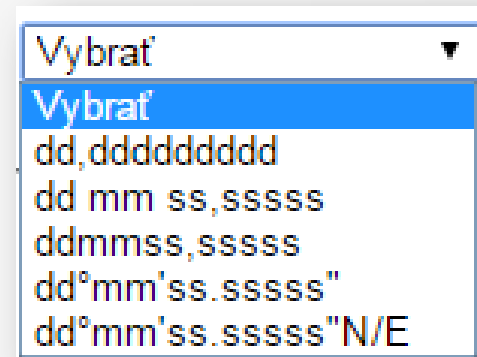 Vybrať ▼
Vybrať
dd,ddddddddd
dd mm ss,sssss
ddmmss,sssss
dd°mm'ss.sssss"
dd°mm'ss.sssss"N/E